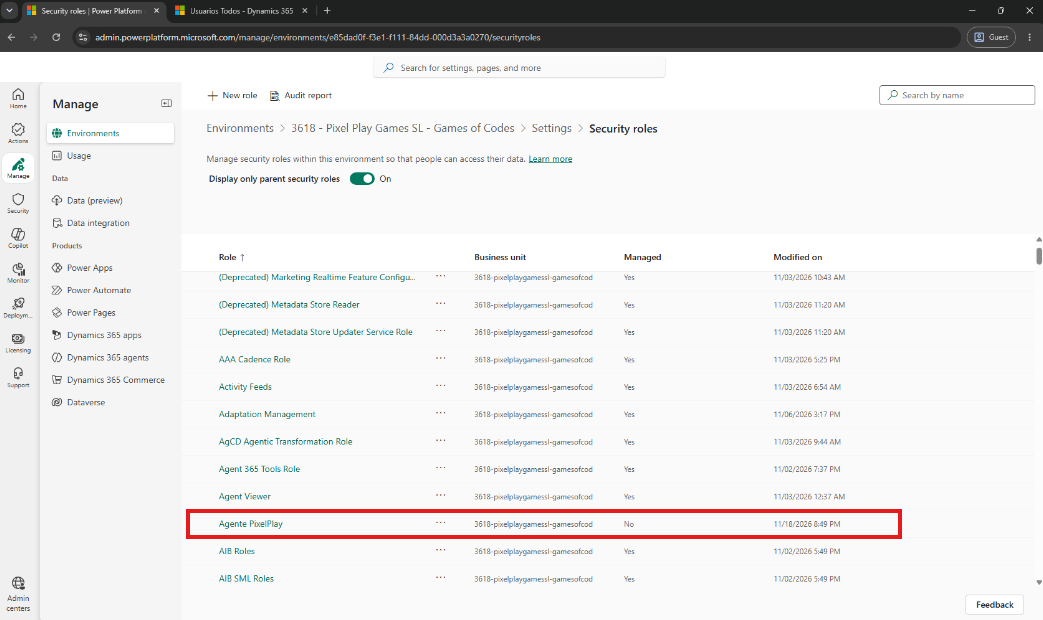 Security roles | Power Platform
Usuarios Todos - Dynamics 365
admin.powerplatform.microsoft.com/manage/environments/e85dad0f-f3e1-f111-84dd-000d3a3a0270/securityroles
Guest
Search for settings, pages, and more
Home
Actions
Manage
Security
Copilot
Monitor
Deploym...
Licensing
Support
Admin
centers
Manage
Environments
Usage
Data
Data (preview)
Data integration
Products
Power Apps
Power Automate
Power Pages
Dynamics 365 apps
Dynamics 365 agents
Dynamics 365 Commerce
Dataverse
New role
Audit report
Search by name
Environments > 3618 - Pixel Play Games SL - Games of Codes > Settings > Security roles
Manage security roles within this environment so that people can access their data. Learn more
Display only parent security roles On
Role ↑ Business unit Managed Modified on
(Deprecated) Marketing Realtime Feature Configu... ... 3618-pixelplaygamessl-gamesofcod Yes 11/03/2026 10:43 AM
(Deprecated) Metadata Store Reader ... 3618-pixelplaygamessl-gamesofcod Yes 11/03/2026 11:20 AM
(Deprecated) Metadata Store Updater Service Role ... 3618-pixelplaygamessl-gamesofcod Yes 11/03/2026 11:20 AM
AAA Cadence Role ... 3618-pixelplaygamessl-gamesofcod Yes 11/03/2026 5:25 PM
Activity Feeds ... 3618-pixelplaygamessl-gamesofcod Yes 11/03/2026 6:54 AM
Adaptation Management ... 3618-pixelplaygamessl-gamesofcod Yes 11/06/2026 3:17 PM
AgCD Agentic Transformation Role ... 3618-pixelplaygamessl-gamesofcod Yes 11/03/2026 9:44 AM
Agent 365 Tools Role ... 3618-pixelplaygamessl-gamesofcod Yes 11/02/2026 7:37 PM
Agent Viewer ... 3618-pixelplaygamessl-gamesofcod Yes 11/03/2026 12:37 AM
Agente PixelPlay ... 3618-pixelplaygamessl-gamesofcod No 11/18/2026 8:49 PM
AIB Roles ... 3618-pixelplaygamessl-gamesofcod Yes 11/02/2026 5:49 PM
AIB SML Roles ... 3618-pixelplaygamessl-gamesofcod Yes 11/02/2026 5:49 PM
Feedback